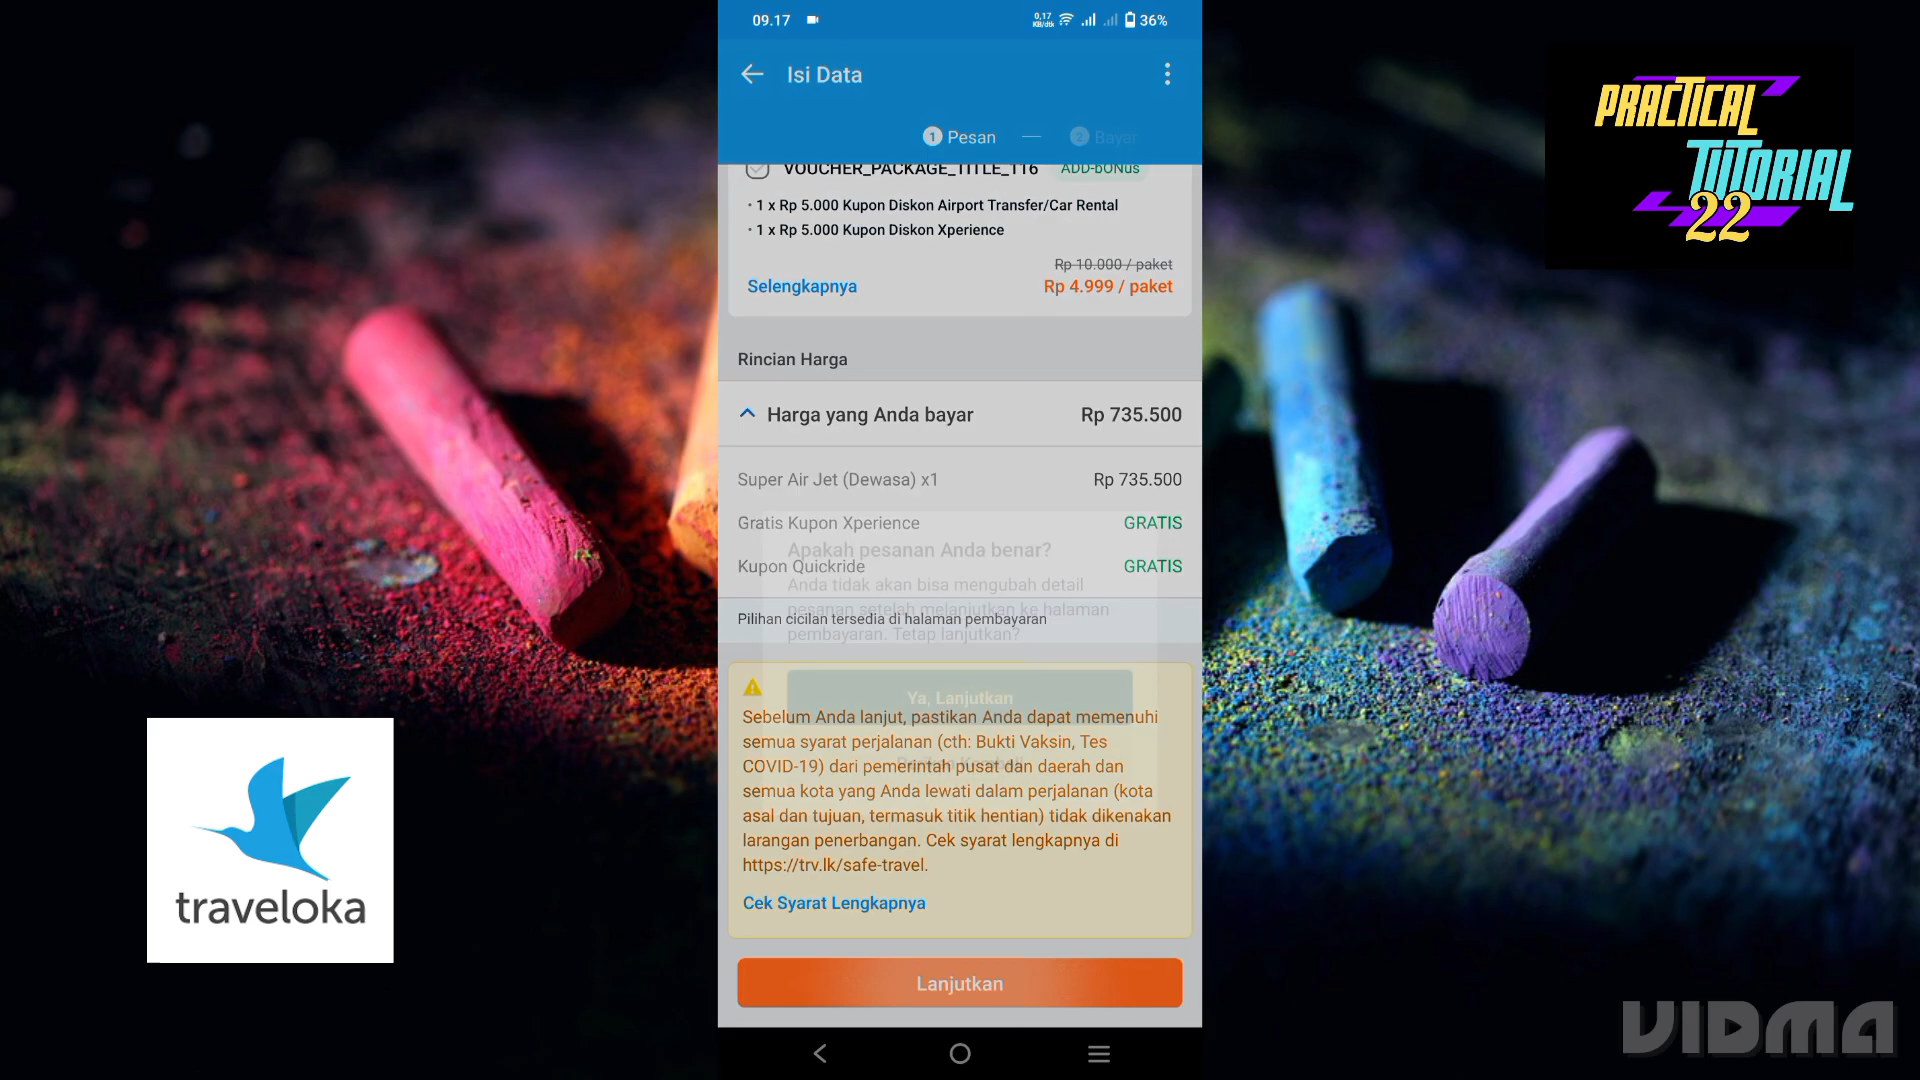 09.17
0,17
KB/dtk
36%
Isi Data
PRACTICAL
TUTORIAL
22
1 Pesan
2 Bayar
VOUCHER_PACKAGE_TITLE_116
ADD-bONus
· 1 x Rp 5.000 Kupon Diskon Airport Transfer/Car Rental
· 1 x Rp 5.000 Kupon Diskon Xperience
Rp 10.000 / paket
Selengkapnya
Rp 4.999 / paket
Rincian Harga
Harga yang Anda bayar
Rp 735.500
Super Air Jet (Dewasa) x1
Rp 735.500
Gratis Kupon Xperience
GRATIS
Apakah pesanan Anda benar?
Kupon Quickride
GRATIS
Anda tidak akan bisa mengubah detail
pesanan setelah melanjutkan ke halaman
Pilihan cicilan tersedia di halaman pembayaran
pembayaran. Tetap lanjutkan?
Ya, Lanjutkan
Sebelum Anda lanjut, pastikan Anda dapat memenuhi
semua syarat perjalanan (cth: Bukti Vaksin, Tes
COVID-19) dari pemerintah pusat dan daerah dan
semua kota yang Anda lewati dalam perjalanan (kota
asal dan tujuan, termasuk titik hentian) tidak dikenakan
larangan penerbangan. Cek syarat lengkapnya di
https://trv.lk/safe-travel.
Cek Syarat Lengkapnya
Lanjutkan
traveloka
VIDMA